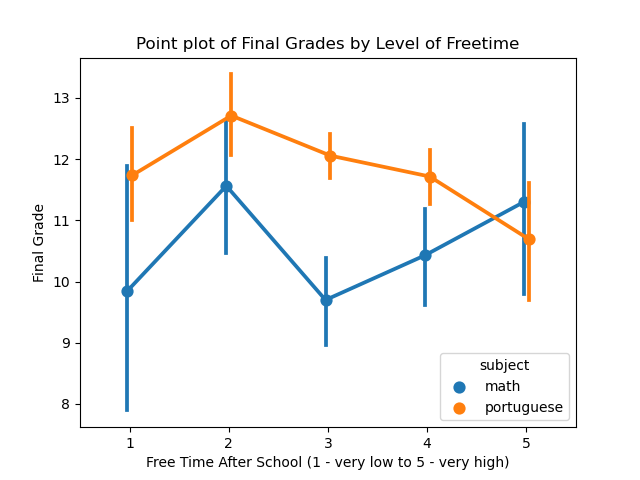 Point plot of Final Grades by Level of Freetime
13
12
11
10
9
8
Final Grade
subject
math
portuguese
1 2 3 4 5
Free Time After School (1 - very low to 5 - very high)